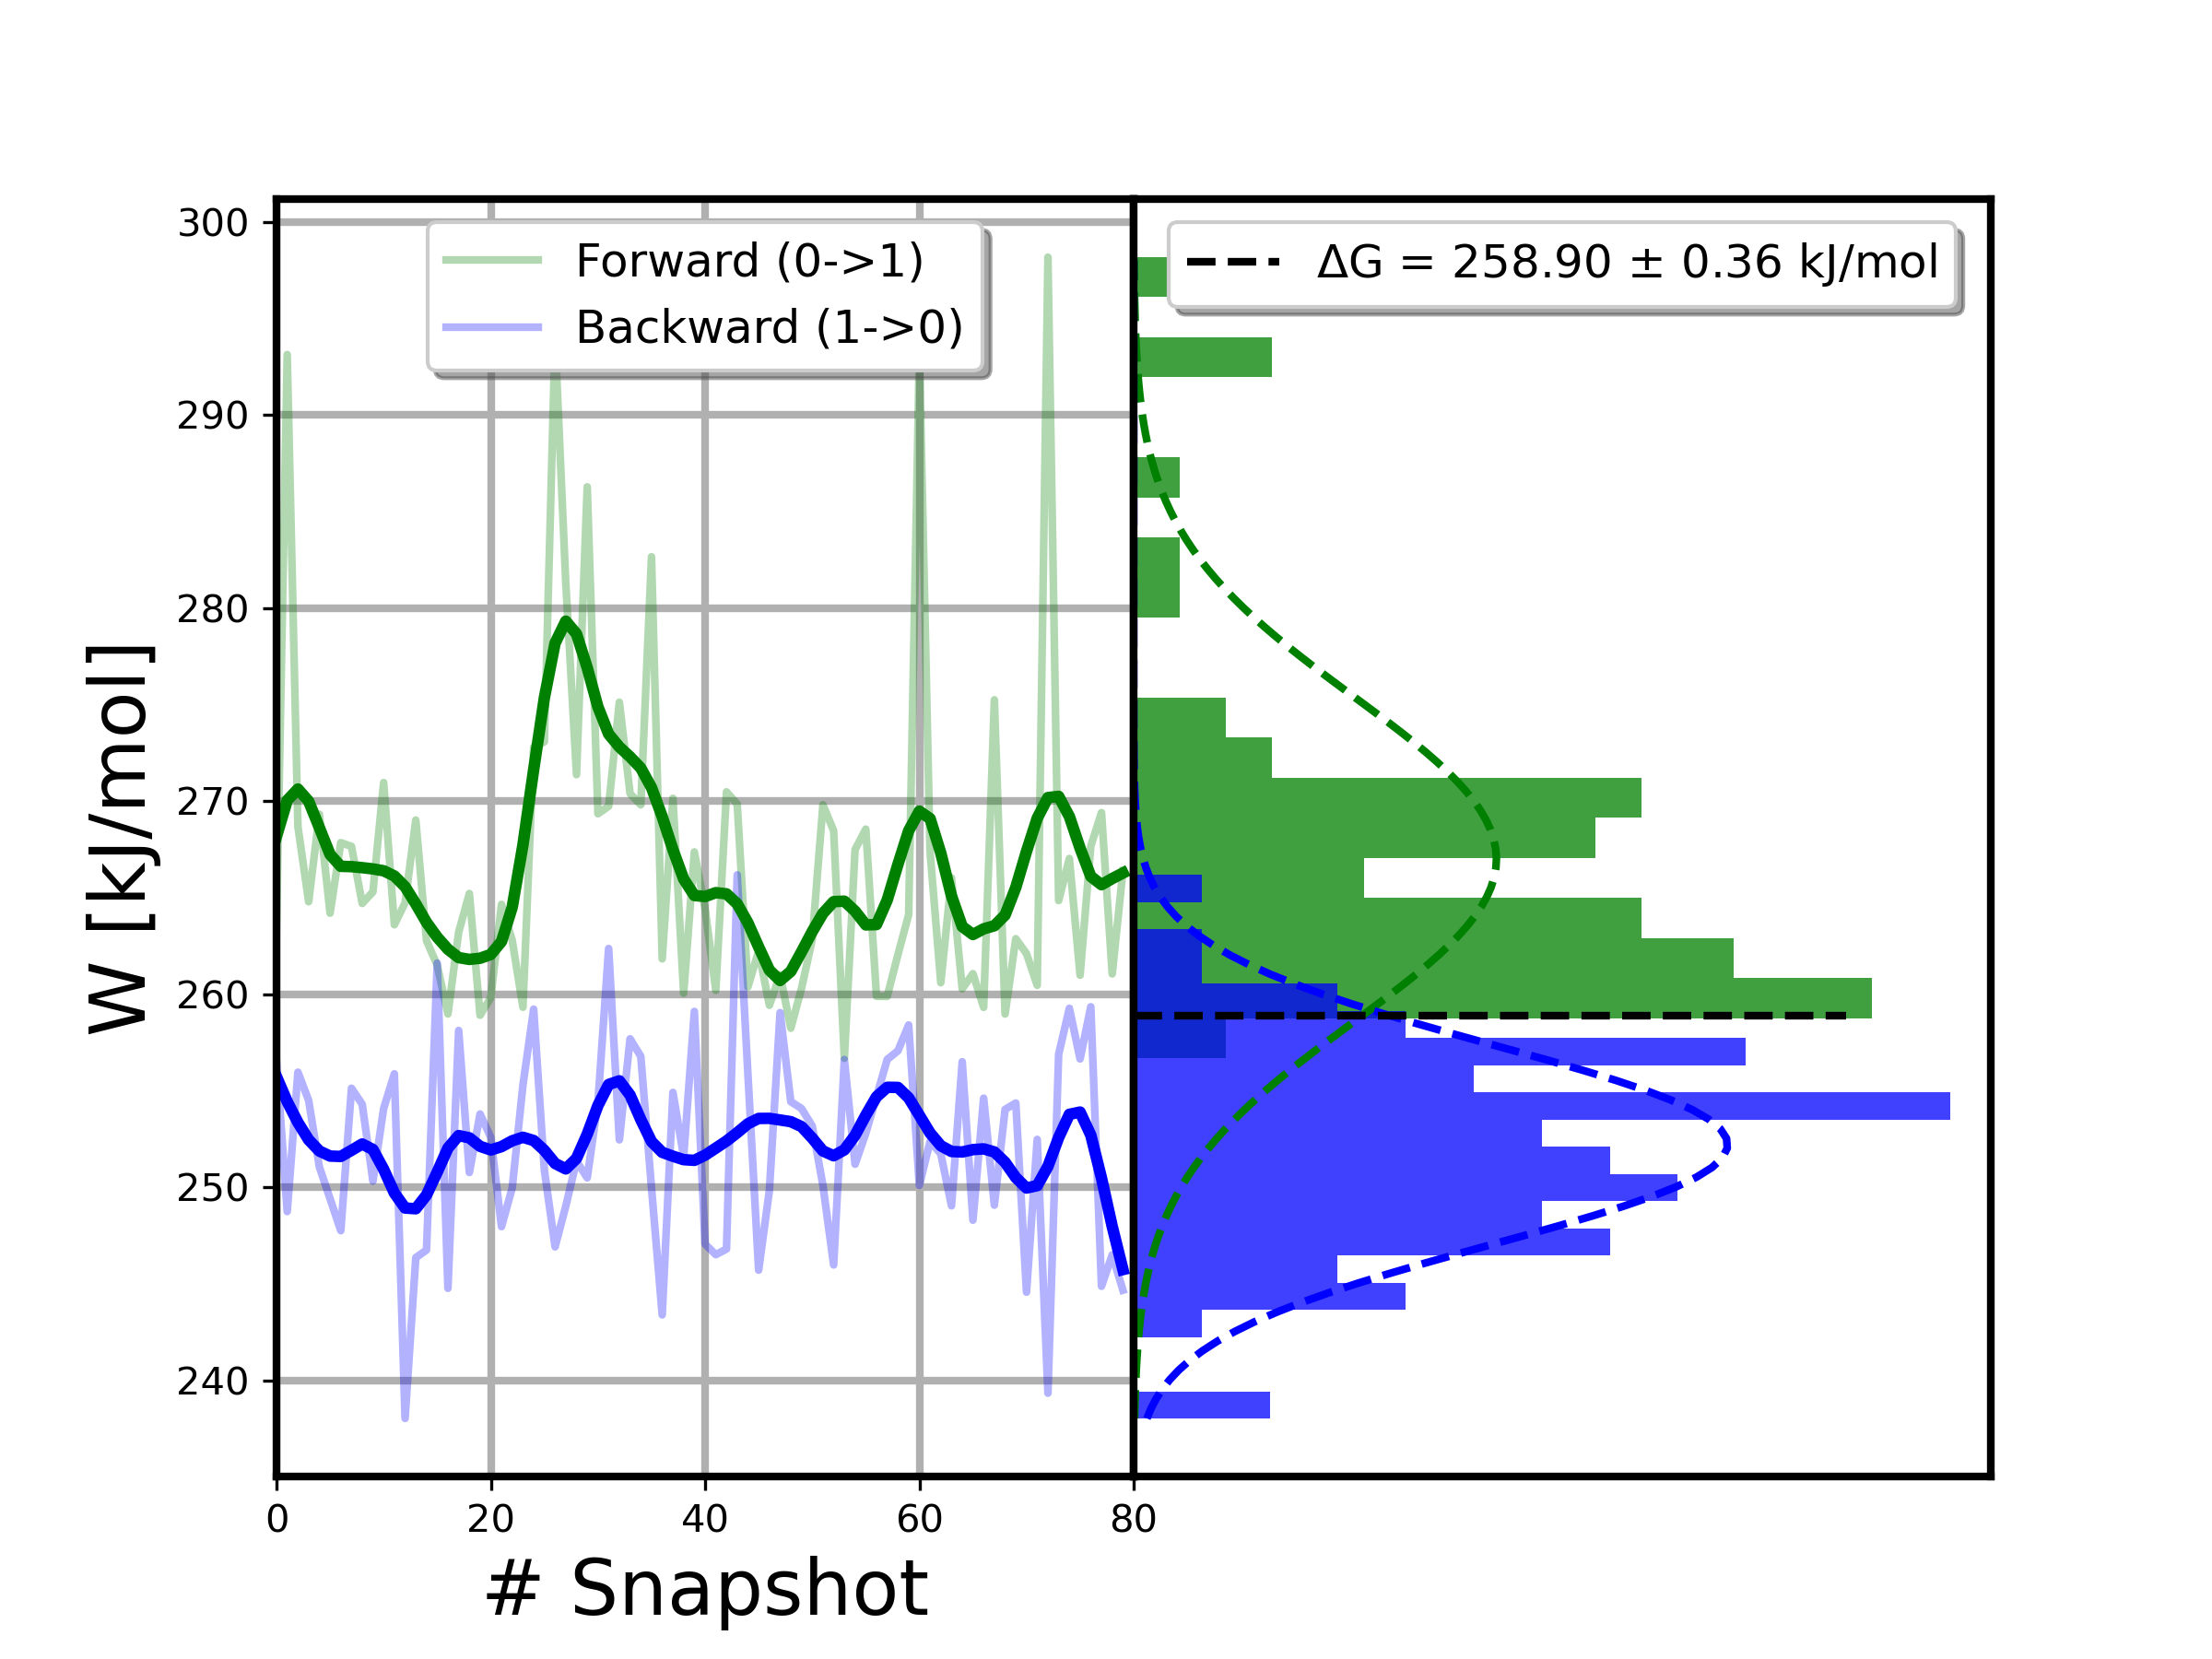 Forward (0->1)
Backward (1->0)
ΔG = 258.90 ± 0.36 kJ/mol
W [kJ/mol]
300
290
280
270
260
250
240
0 20 40 60 80
# Snapshot